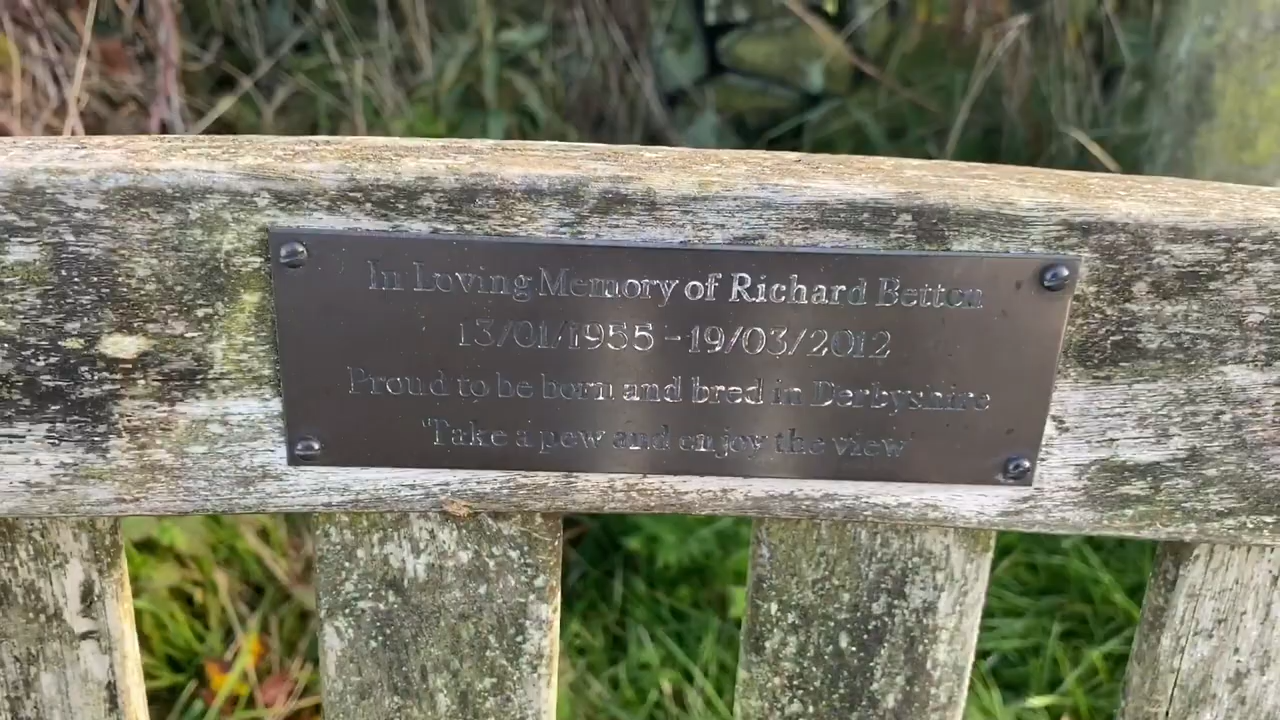 In Loving Memory of Richard Betton
13/01/1955 - 19/03/2012
Proud to be born and bred in Derbyshire
'Take a pew and enjoy the view'